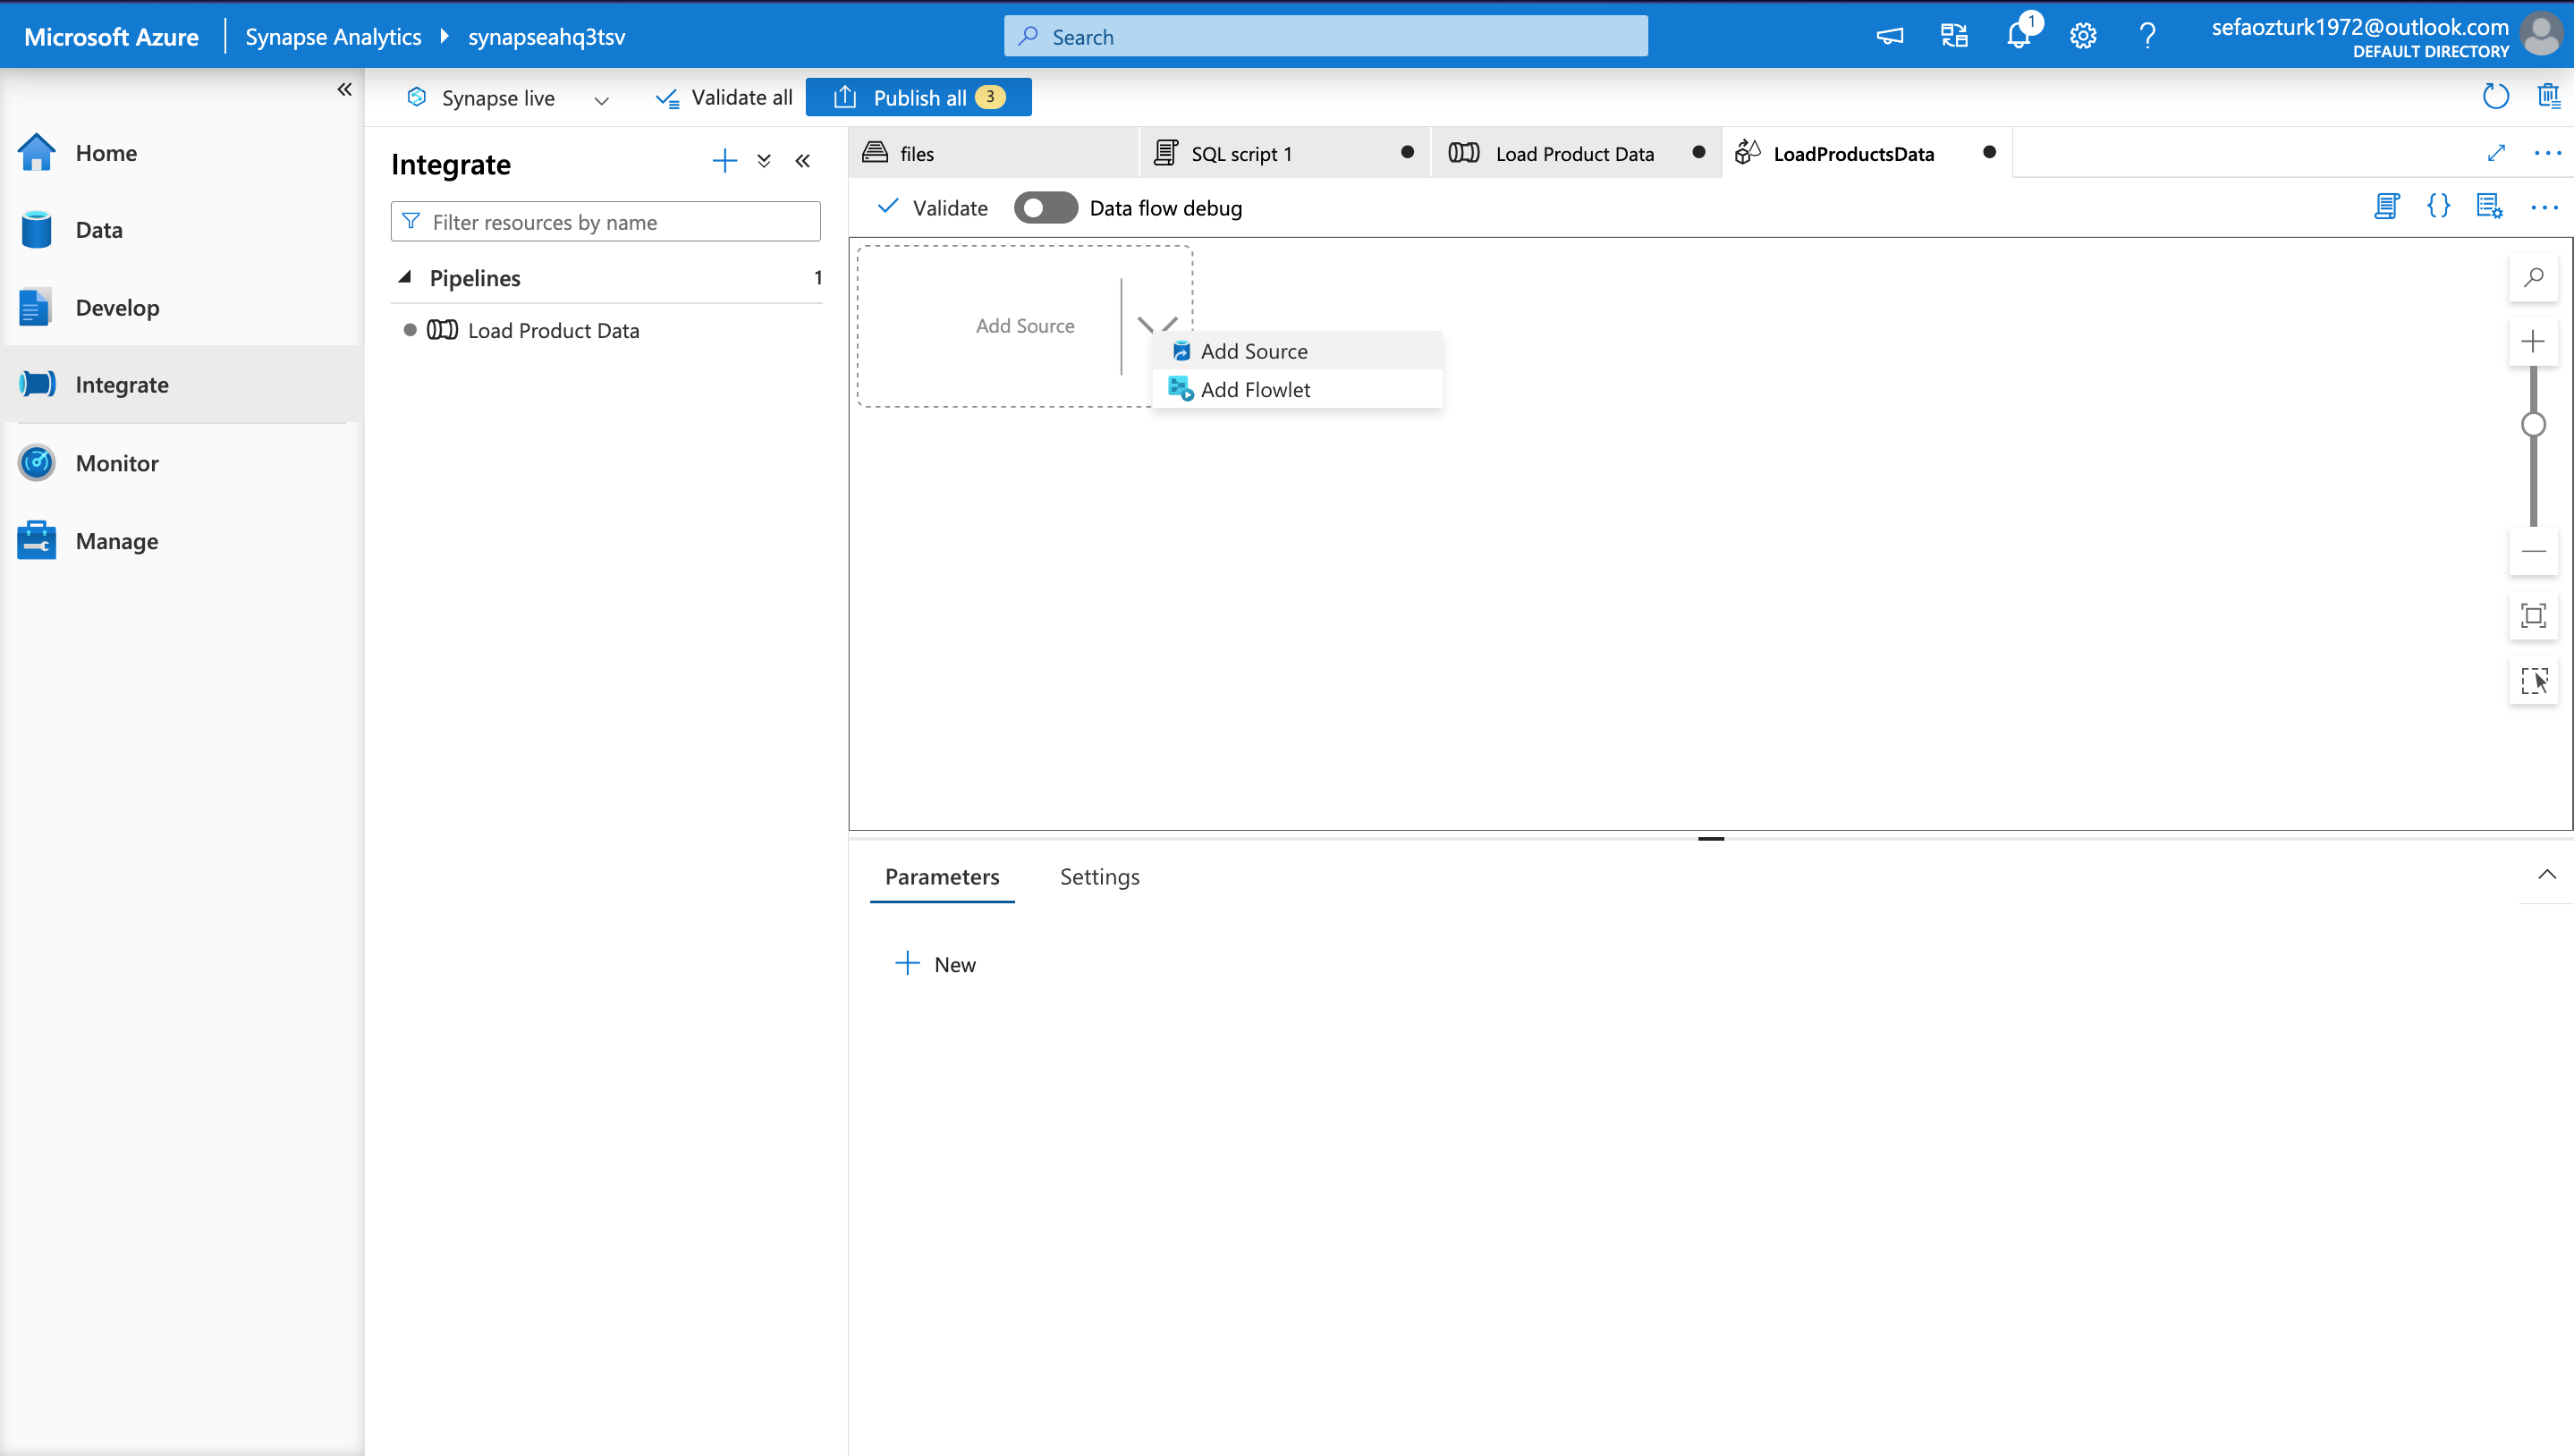 Microsoft Azure
Synapse Analytics
synapseahq3tsv
Search
1
sefaozturk1972@outlook.com
DEFAULT DIRECTORY
Synapse live
Validate all
Publish all
3
Home
Data
Develop
Integrate
Monitor
Manage
Integrate
Filter resources by name
Pipelines
1
Load Product Data
files
SQL script 1
Load Product Data
LoadProductsData
Validate
Data flow debug
Add Source
Add Source
Add Flowlet
Parameters
Settings
New